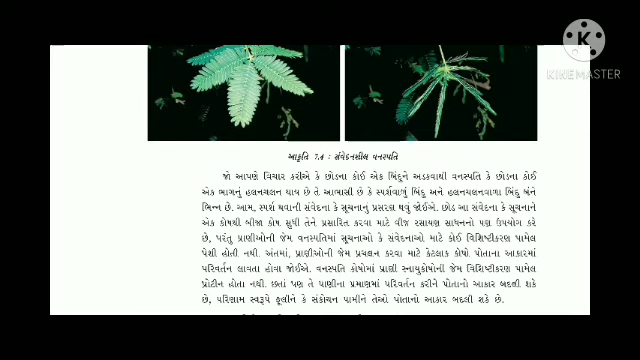 KINEMASTER
આકૃતિ 7.4 : સંવેદનશીલ વનસ્પતિ
જો આપણે વિચાર કરીએ કે છોડના કોઈ એક બિંદુને અડકવાથી વનસ્પતિ કે છોડના કોઈ
એક ભાગનું હલનચલન થાય છે તે આભાસી છે કે સ્પર્શવાળું બિંદુ અને હલનચલનવાળા બિંદુ બંને
ભિન્ન છે. આમ, સ્પર્શ થવાની સંવેદના કે સૂચનાનું પ્રસરણ થવું જોઈએ. છોડ આ સંવેદના કે સૂચનાને
એક કોષથી બીજા કોષ સુધી તેને પ્રસારિત કરવા માટે વીજ રસાયણ સાધનનો પણ ઉપયોગ કરે
છે, પરંતુ પ્રાણીઓની જેમ વનસ્પતિમાં સૂચનાઓ કે સંવેદનાઓ માટે કોઈ વિશિષ્ટીકરણ પામેલ
પેશી હોતી નથી. અંતમાં, પ્રાણીઓની જેમ પ્રચલન કરવા માટે કેટલાક કોષો પોતાના આકારમાં
પરિવર્તન લાવતા હોવા જોઈએ. વનસ્પતિ કોષોમાં પ્રાણી સ્નાયુકોષોની જેમ વિશિષ્ટીકરણ પામેલ
પ્રોટીન હોતા નથી. છતાં પણ તે પાણીના પ્રમાણમાં પરિવર્તન કરીને પોતાનો આકાર બદલી શકે
છે, પરિણામ સ્વરૂપે ફૂલીને કે સંકોચન પામીને તેઓ પોતાનો આકાર બદલી શકે છે.